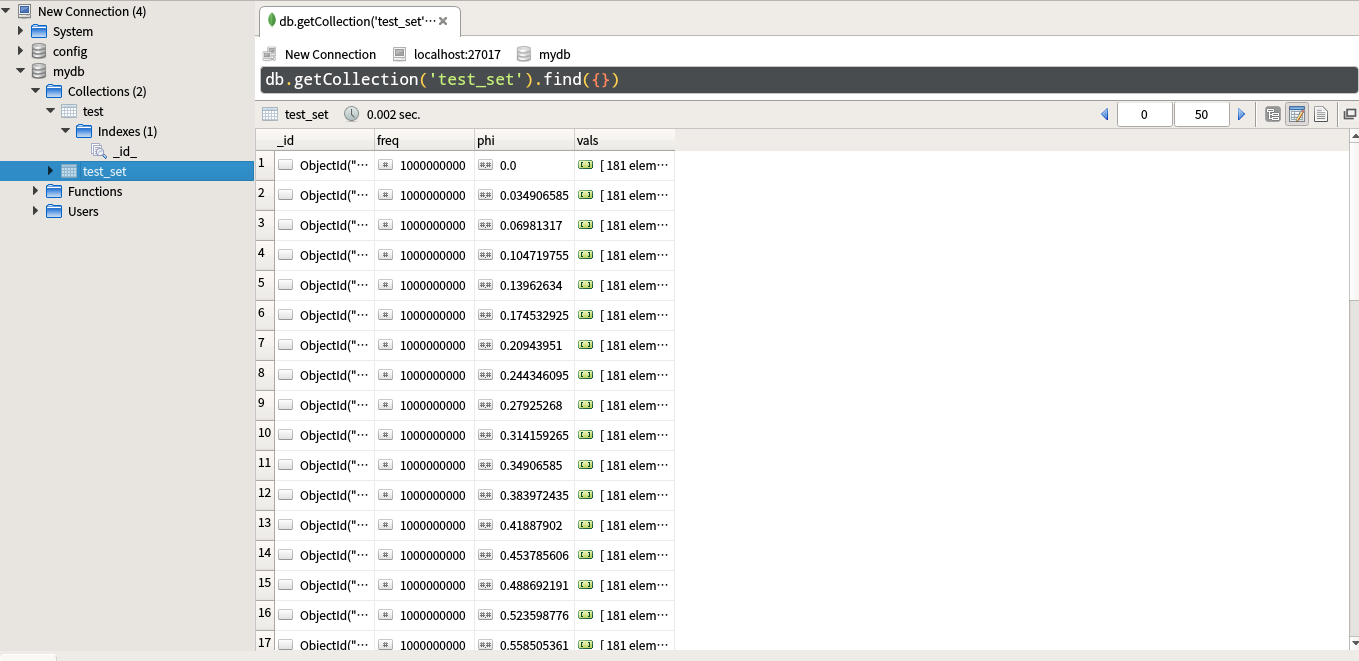 New Connection (4)
System
config
mydb
Collections (2)
test
Indexes (1)
_id_
test_set
Functions
Users
db.getCollection('test_set'⋯
New Connection localhost:27017 mydb
db.getCollection('test_set').find({})
test_set 0.002 sec. 0 50
_id freq phi vals
1 ObjectId("⋯ # 1000000000 #.# 0.0 [ 181 elem⋯
2 ObjectId("⋯ # 1000000000 #.# 0.034906585 [ 181 elem⋯
3 ObjectId("⋯ # 1000000000 #.# 0.06981317 [ 181 elem⋯
4 ObjectId("⋯ # 1000000000 #.# 0.104719755 [ 181 elem⋯
5 ObjectId("⋯ # 1000000000 #.# 0.13962634 [ 181 elem⋯
6 ObjectId("⋯ # 1000000000 #.# 0.174532925 [ 181 elem⋯
7 ObjectId("⋯ # 1000000000 #.# 0.20943951 [ 181 elem⋯
8 ObjectId("⋯ # 1000000000 #.# 0.244346095 [ 181 elem⋯
9 ObjectId("⋯ # 1000000000 #.# 0.27925268 [ 181 elem⋯
10 ObjectId("⋯ # 1000000000 #.# 0.314159265 [ 181 elem⋯
11 ObjectId("⋯ # 1000000000 #.# 0.34906585 [ 181 elem⋯
12 ObjectId("⋯ # 1000000000 #.# 0.383972435 [ 181 elem⋯
13 ObjectId("⋯ # 1000000000 #.# 0.41887902 [ 181 elem⋯
14 ObjectId("⋯ # 1000000000 #.# 0.453785606 [ 181 elem⋯
15 ObjectId("⋯ # 1000000000 #.# 0.488692191 [ 181 elem⋯
16 ObjectId("⋯ # 1000000000 #.# 0.523598776 [ 181 elem⋯
17 ObjectId("⋯ # 1000000000 #.# 0.558505361 [ 181 elem⋯